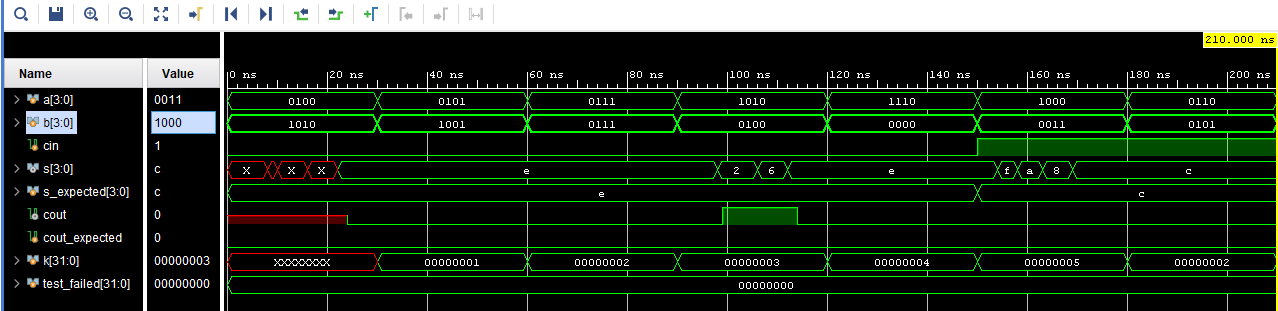 210.000 ns
Name Value 0 ns 20 ns 40 ns 60 ns 80 ns 100 ns 120 ns 140 ns 160 ns 180 ns 200 ns
a[3:0] 0011 0100 0101 0111 1010 1110 1000 0110
b[3:0] 1000 1010 1001 0111 0100 0000 0011 0101
cin 1
s[3:0] c X X X e 2 6 e f a 8 c
s_expected[3:0] c e c
cout 0
cout_expected 0
k[31:0] 00000003 XXXXXXXX 00000001 00000002 00000003 00000004 00000005 00000002
test_failed[31:0] 00000000 00000000